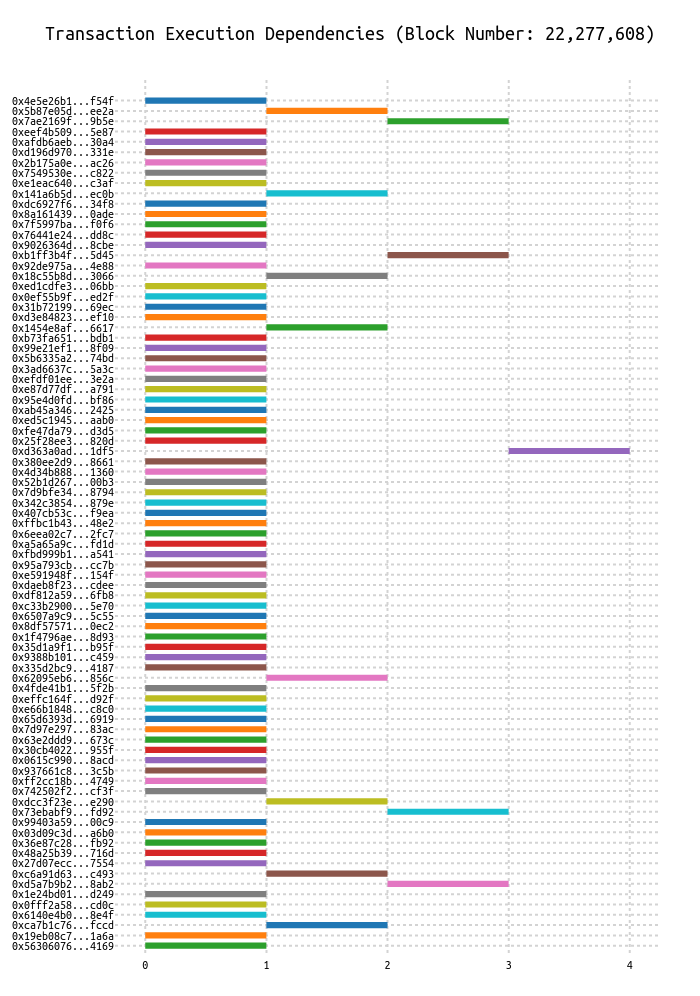 Transaction Execution Dependencies (Block Number: 22,277,608)
0x4e5e26b1...f54f
0x5b87e05d...ee2a
0x7ae2169f...9b5e
0xeef4b509...5e87
0xafdb6aeb...30a4
0xd196d970...331e
0x2b175a0e...ac26
0x7549530e...c822
0xe1eac640...c3af
0x141a6b5d...ec0b
0xdc6927f6...34f8
0x8a161439...0ade
0x7f5997ba...f0f6
0x76441e24...dd8c
0x9026364d...8cbe
0xb1ff3b4f...5d45
0x92de975a...4e88
0x18c55b8d...3066
0xed1cdfe3...06bb
0x0ef55b9f...ed2f
0x31b72199...69ec
0xd3e84823...ef10
0x1454e8af...6617
0xb73fa651...bdb1
0x99e21ef1...8f09
0x5b6335a2...74bd
0x3ad6637c...5a3c
0xefdf01ee...3e2a
0xe87d77df...a791
0x95e4d0fd...bf86
0xab45a346...2425
0xed5c1945...aab0
0xfe47da79...d3d5
0x25f28ee3...820d
0xd363a0ad...1df5
0x380ee2d9...8661
0x4d34b888...1360
0x52b1d267...00b3
0x7d9bfe34...8794
0x342c3854...879e
0x407cb53c...f9ea
0xffbc1b43...48e2
0x6eea02c7...2fc7
0xa5a65a9c...fd1d
0xfbd999b1...a541
0x95a793cb...cc7b
0xe591948f...154f
0xdaeb8f23...cdee
0xdf812a59...6fb8
0xc33b2900...5e70
0x6507a9c9...5c55
0x8df57571...0ec2
0x1f4796ae...8d93
0x35d1a9f1...b95f
0x9388b101...c459
0x335d2bc9...4187
0x62095eb6...856c
0x4fde41b1...5f2b
0xeffc164f...d92f
0xe66b1848...c8c0
0x65d6393d...6919
0x7d97e297...83ac
0x63e2ddd9...673c
0x30cb4022...955f
0x0615c990...8acd
0x937661c8...3c5b
0xff2cc18b...4749
0x742502f2...cf3f
0xdcc3f23e...e290
0x73ebabf9...fd92
0x99403a59...00c9
0x03d09c3d...a6b0
0x36e87c28...fb92
0x48a25b39...716d
0x27d07ecc...7554
0xc6a91d63...c493
0xd5a7b9b2...8ab2
0x1e24bd01...d249
0x0fff2a58...cd0c
0x6140e4b0...8e4f
0xca7b1c76...fccd
0x19eb08c7...1a6a
0x56306076...4169
0 1 2 3 4